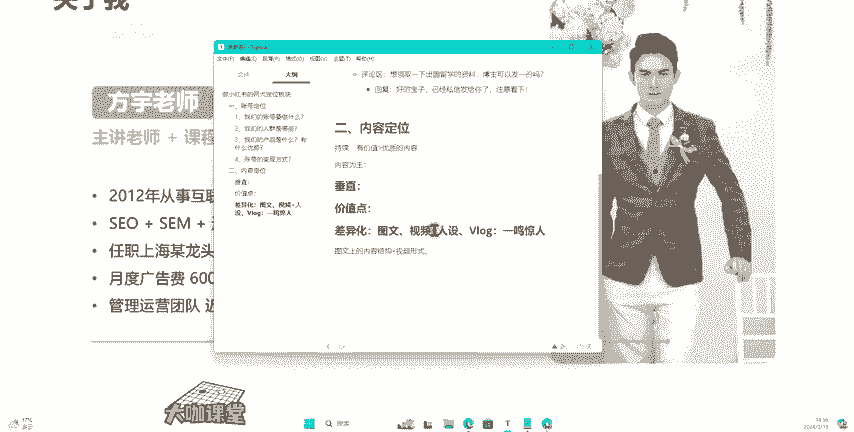 关于我
方宇老师
主讲老师 + 课程
• 2012年从事互联
• SEO + SEM +
• 任职上海某龙头
• 月度广告费 600
• 管理运营团队 近
大咖课堂
文件(F) 编辑(E) 段落(P) 格式(O) 视图(V) 主题(T) 帮助(H)
文件
大纲
做小红书的两大定位板块
一、账号定位
1、我们的账号要做什么?
2、我们的人群是哪些?
3、我们的产品是什么?有什么优势?
4、账号的变现方式?
二、内容定位
垂直:
价值点:
差异化:图文、视频+人设、Vlog:一鸣惊人
评论区:想领取一下出国留学的资料,博主可以发一份吗?
回复:好的宝子,已经私信发给你了,注意看下!
二、内容定位
持续 有价值>优质的内容
内容为王:
垂直:
价值点:
差异化:图文、视频 人设、Vlog:一鸣惊人
图文上的内容结构+视频形式。
搜索